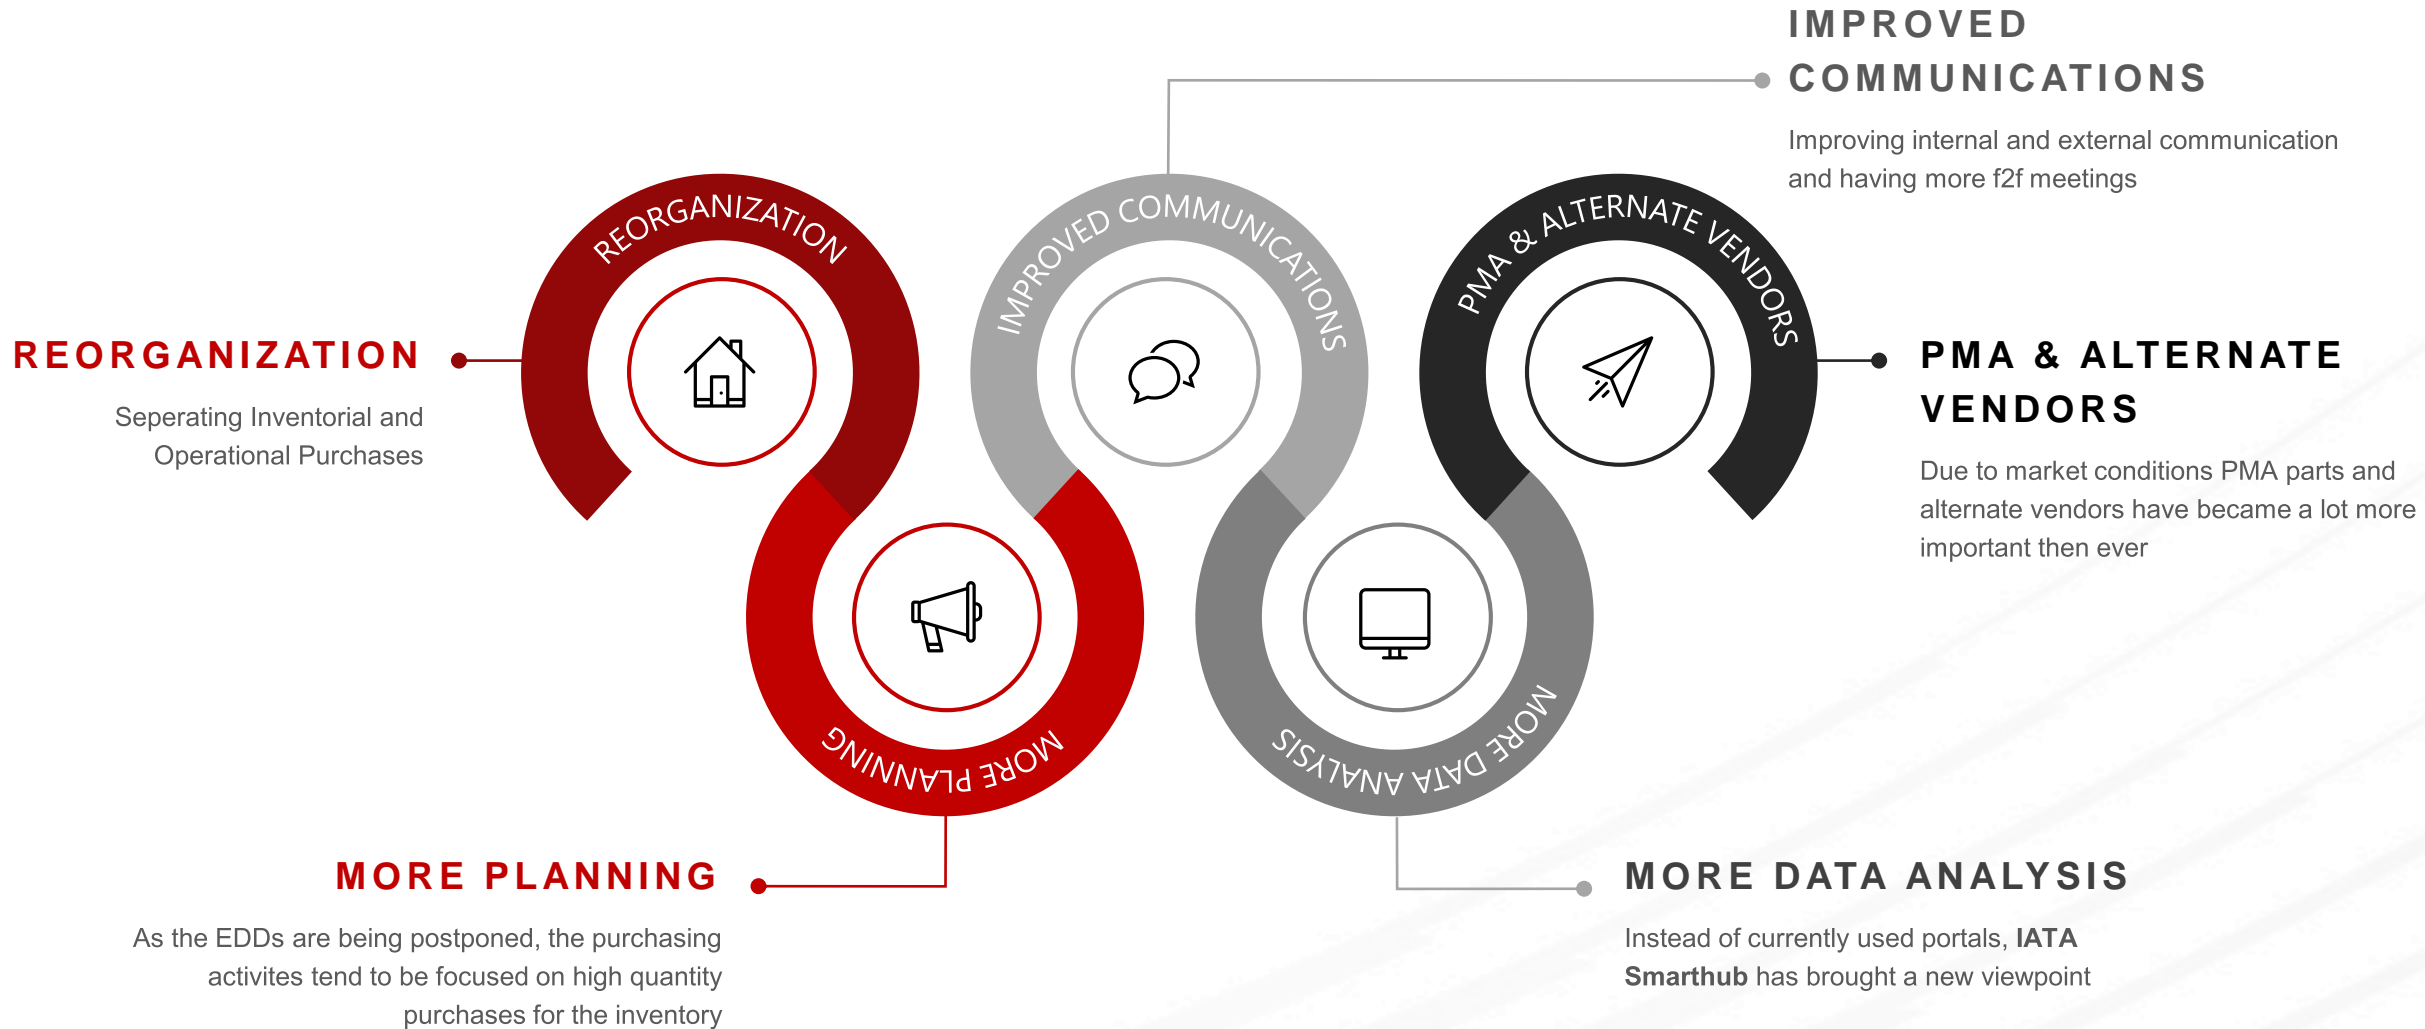 REORGANIZATION
Seperating Inventorial and
Operational Purchases
REORGANIZATION
MORE PLANNING
MORE PLANNING
As the EDDs are being postponed, the purchasing
activites tend to be focused on high quantity
purchases for the inventory
IMPROVED COMMUNICATIONS
IMPROVED
COMMUNICATIONS
Improving internal and external communication
and having more f2f meetings
MORE DATA ANALYSIS
MORE DATA ANALYSIS
Instead of currently used portals, IATA
Smarthub has brought a new viewpoint
PMA & ALTERNATE VENDORS
PMA & ALTERNATE
VENDORS
Due to market conditions PMA parts and
alternate vendors have became a lot more
important then ever